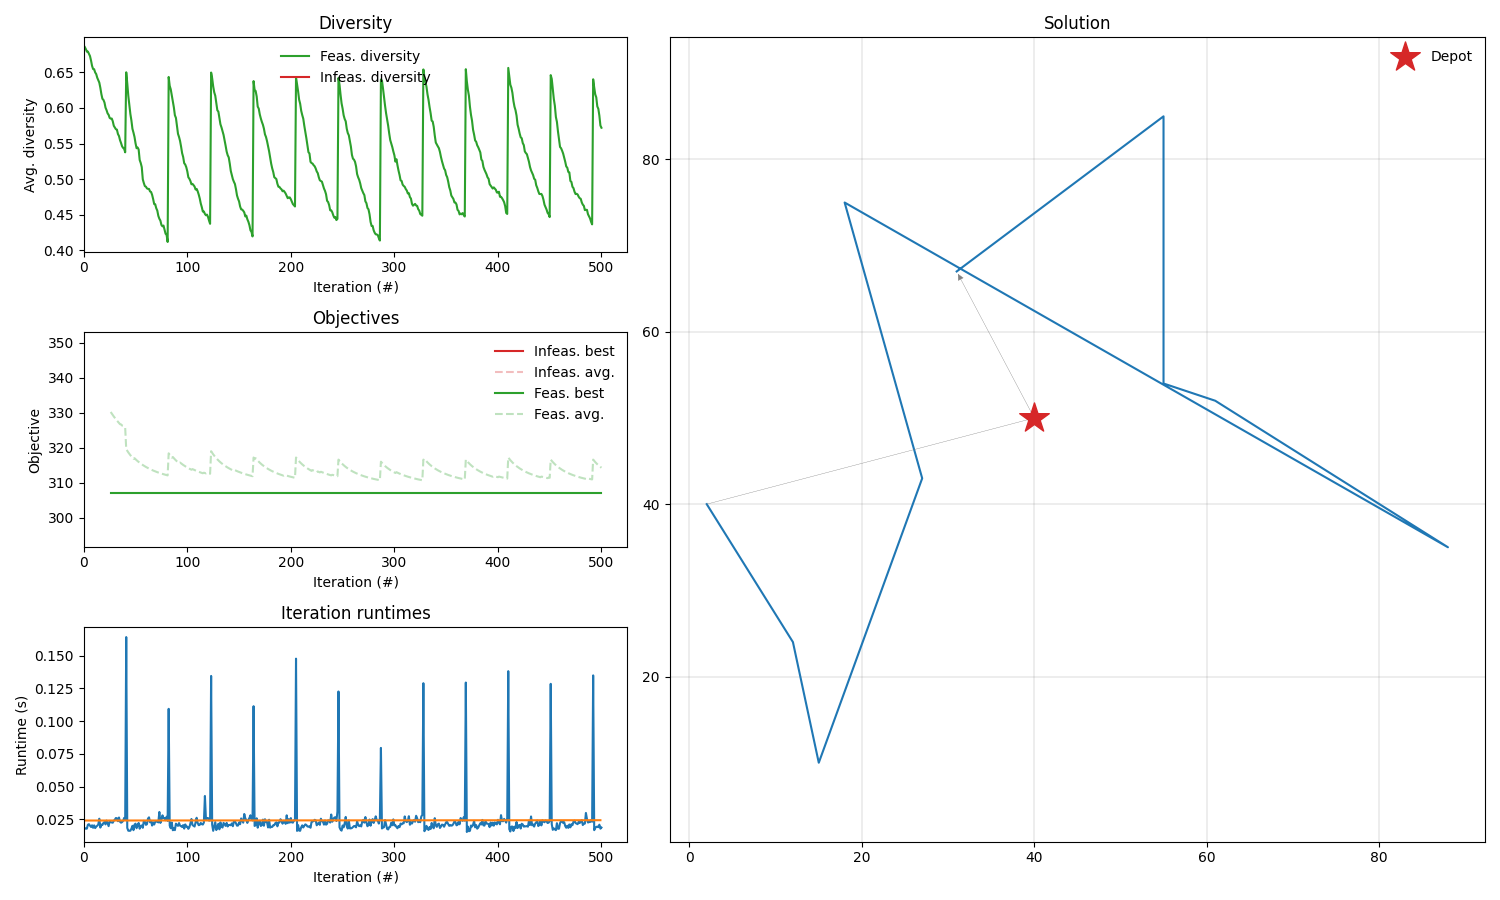 Diversity
Avg. diversity
0.65
0.60
0.55
0.50
0.45
0.40
Feas. diversity
Infeas. diversity
0 100 200 300 400 500
Iteration (#)
Objectives
Objective
350
340
330
320
310
300
Infeas. best
Infeas. avg.
Feas. best
Feas. avg.
0 100 200 300 400 500
Iteration (#)
Iteration runtimes
Runtime (s)
0.150
0.125
0.100
0.075
0.050
0.025
0 100 200 300 400 500
Iteration (#)
Solution
Depot
80
60
40
20
0 20 40 60 80